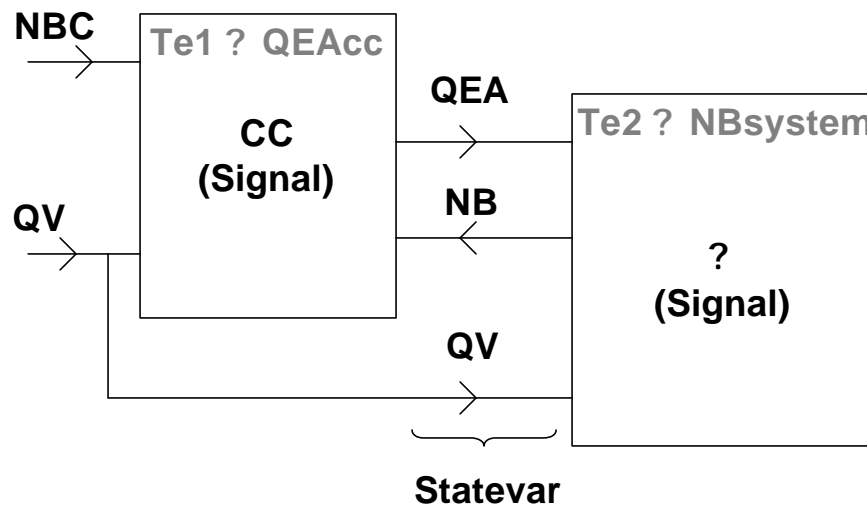 NBC
Te1 ? QEAcc
CC
(Signal)
QV
QEA
NB
QV
Statevar
Te2 ? NBsystem
?
(Signal)